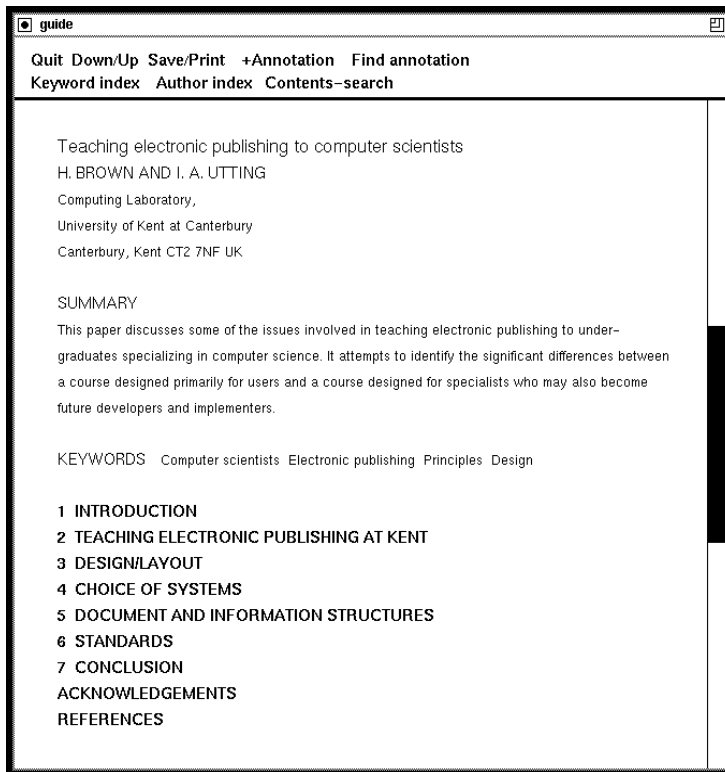 guide
Quit Down/Up Save/Print +Annotation Find annotation
Keyword index Author index Contents-search
Teaching electronic publishing to computer scientists
H. BROWN AND I. A. UTTING
Computing Laboratory,
University of Kent at Canterbury
Canterbury, Kent CT2 7NF UK
SUMMARY
This paper discusses some of the issues involved in teaching electronic publishing to under-
graduates specializing in computer science. It attempts to identify the significant differences between
a course designed primarily for users and a course designed for specialists who may also become
future developers and implementers.
KEYWORDS Computer scientists Electronic publishing Principles Design
1 INTRODUCTION
2 TEACHING ELECTRONIC PUBLISHING AT KENT
3 DESIGN/LAYOUT
4 CHOICE OF SYSTEMS
5 DOCUMENT AND INFORMATION STRUCTURES
6 STANDARDS
7 CONCLUSION
ACKNOWLEDGEMENTS
REFERENCES